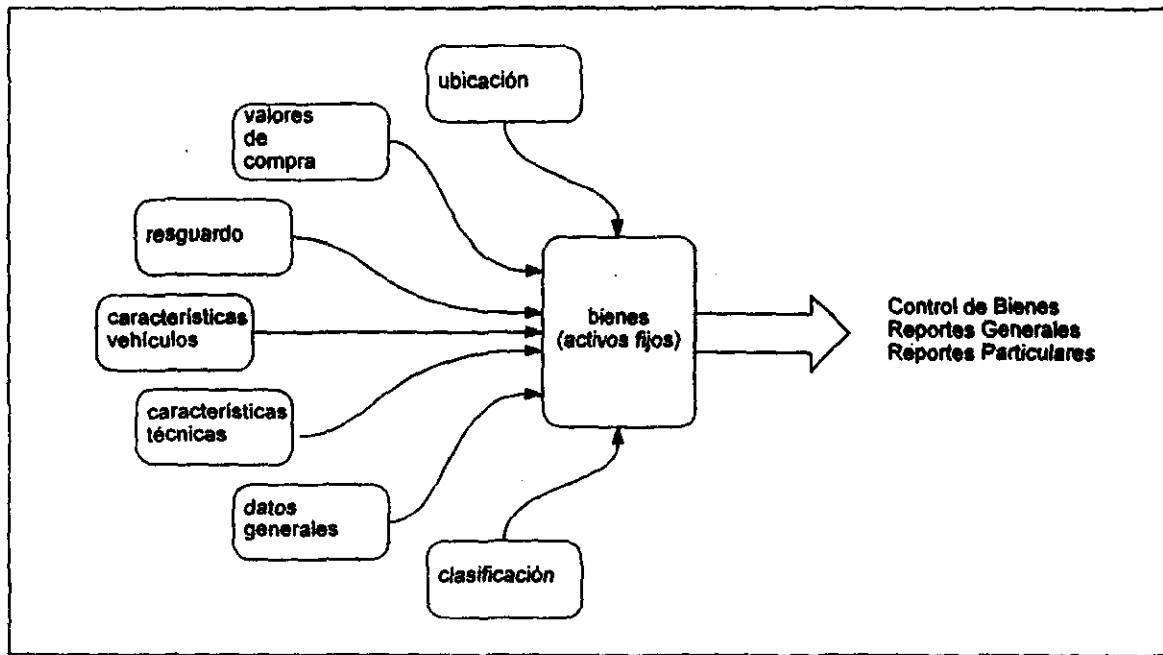 ubicación
valores
de
compra
resguardo
características
vehículos
características
técnicas
datos
generales
clasificación
bienes
(activos fijos)
Control de Bienes
Reportes Generales
Reportes Particulares